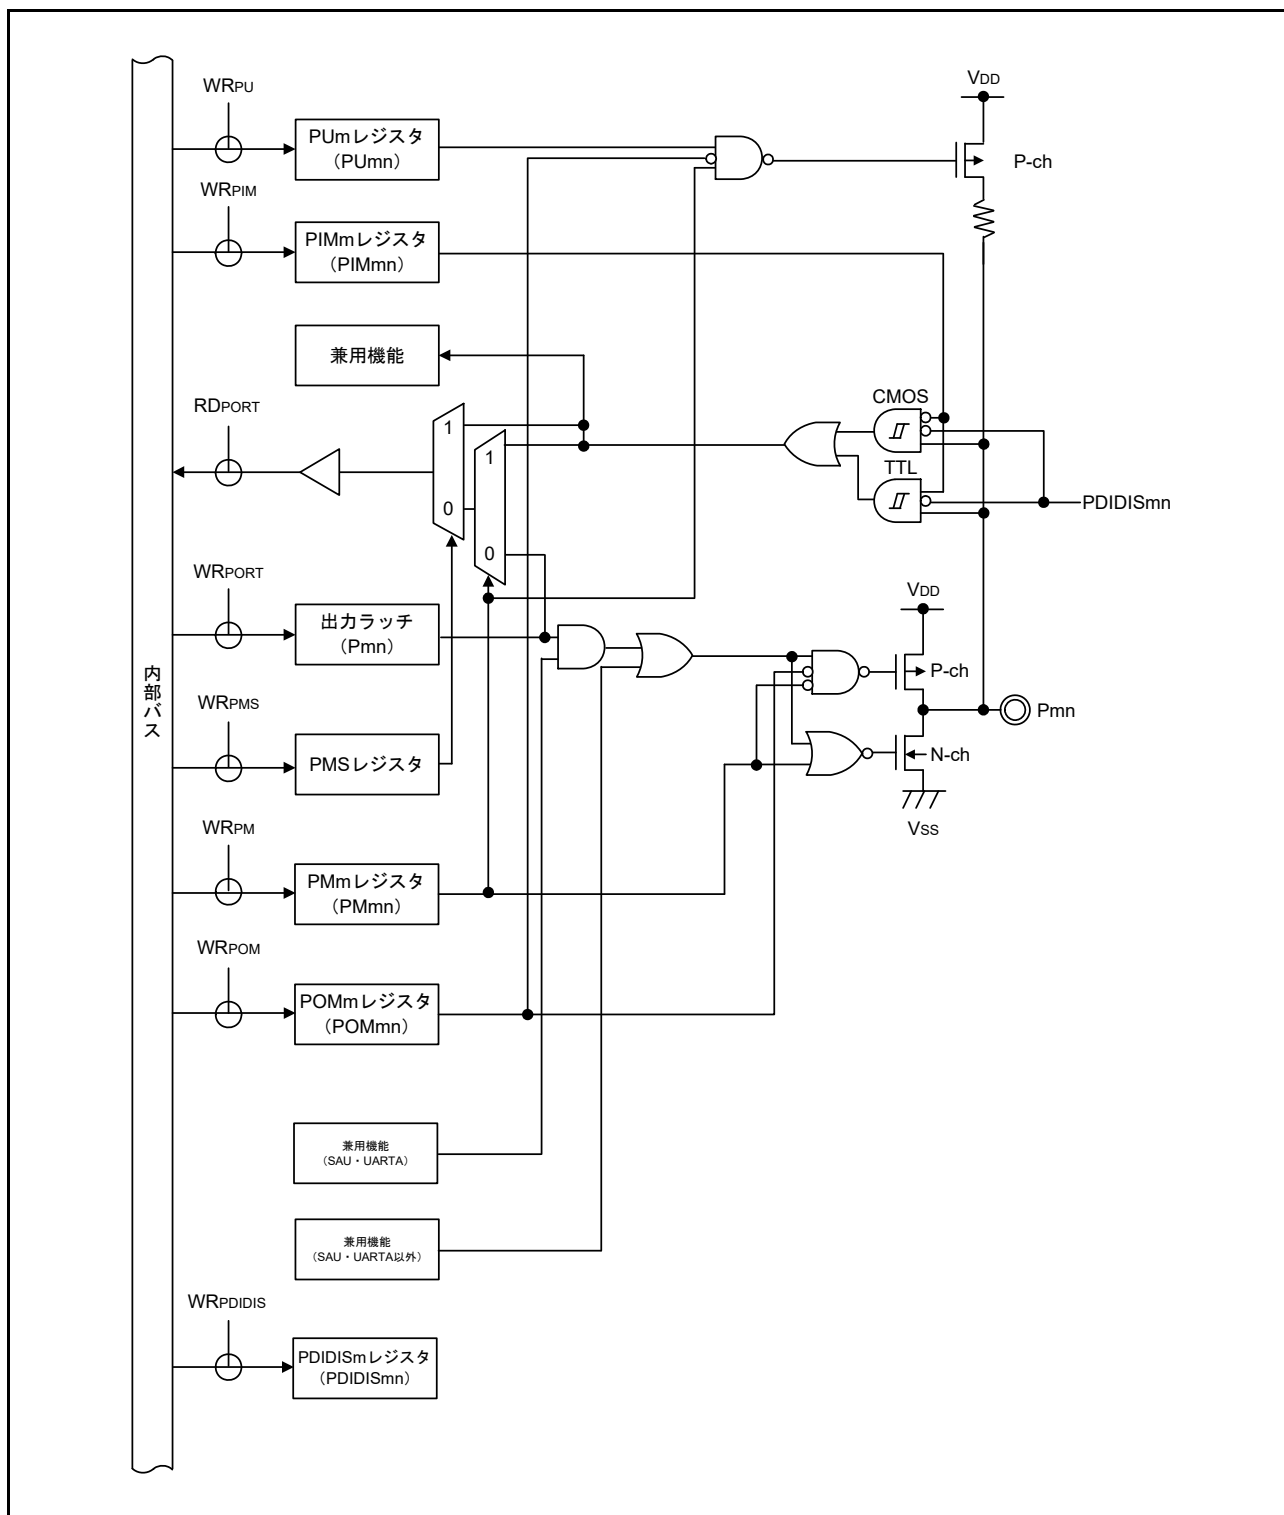 WRPU
VDD
PUmレジスタ
(PUmn)
P-ch
WRPIM
PIMmレジスタ
(PIMmn)
兼用機能
CMOS
RDPORT
1
1
TTL
PDIDISmn
0
0
WRPORT
VDD
出力ラッチ
(Pmn)
P-ch
内部バス
WRPMS
Pmn
PMSレジスタ
N-ch
VSS
WRPM
PMmレジスタ
(PMmn)
WRPOM
POMmレジスタ
(POMmn)
兼用機能
(SAU・UARTA)
兼用機能
(SAU・UARTA以外)
WRPDIDIS
PDIDISmレジスタ
(PDIDISmn)